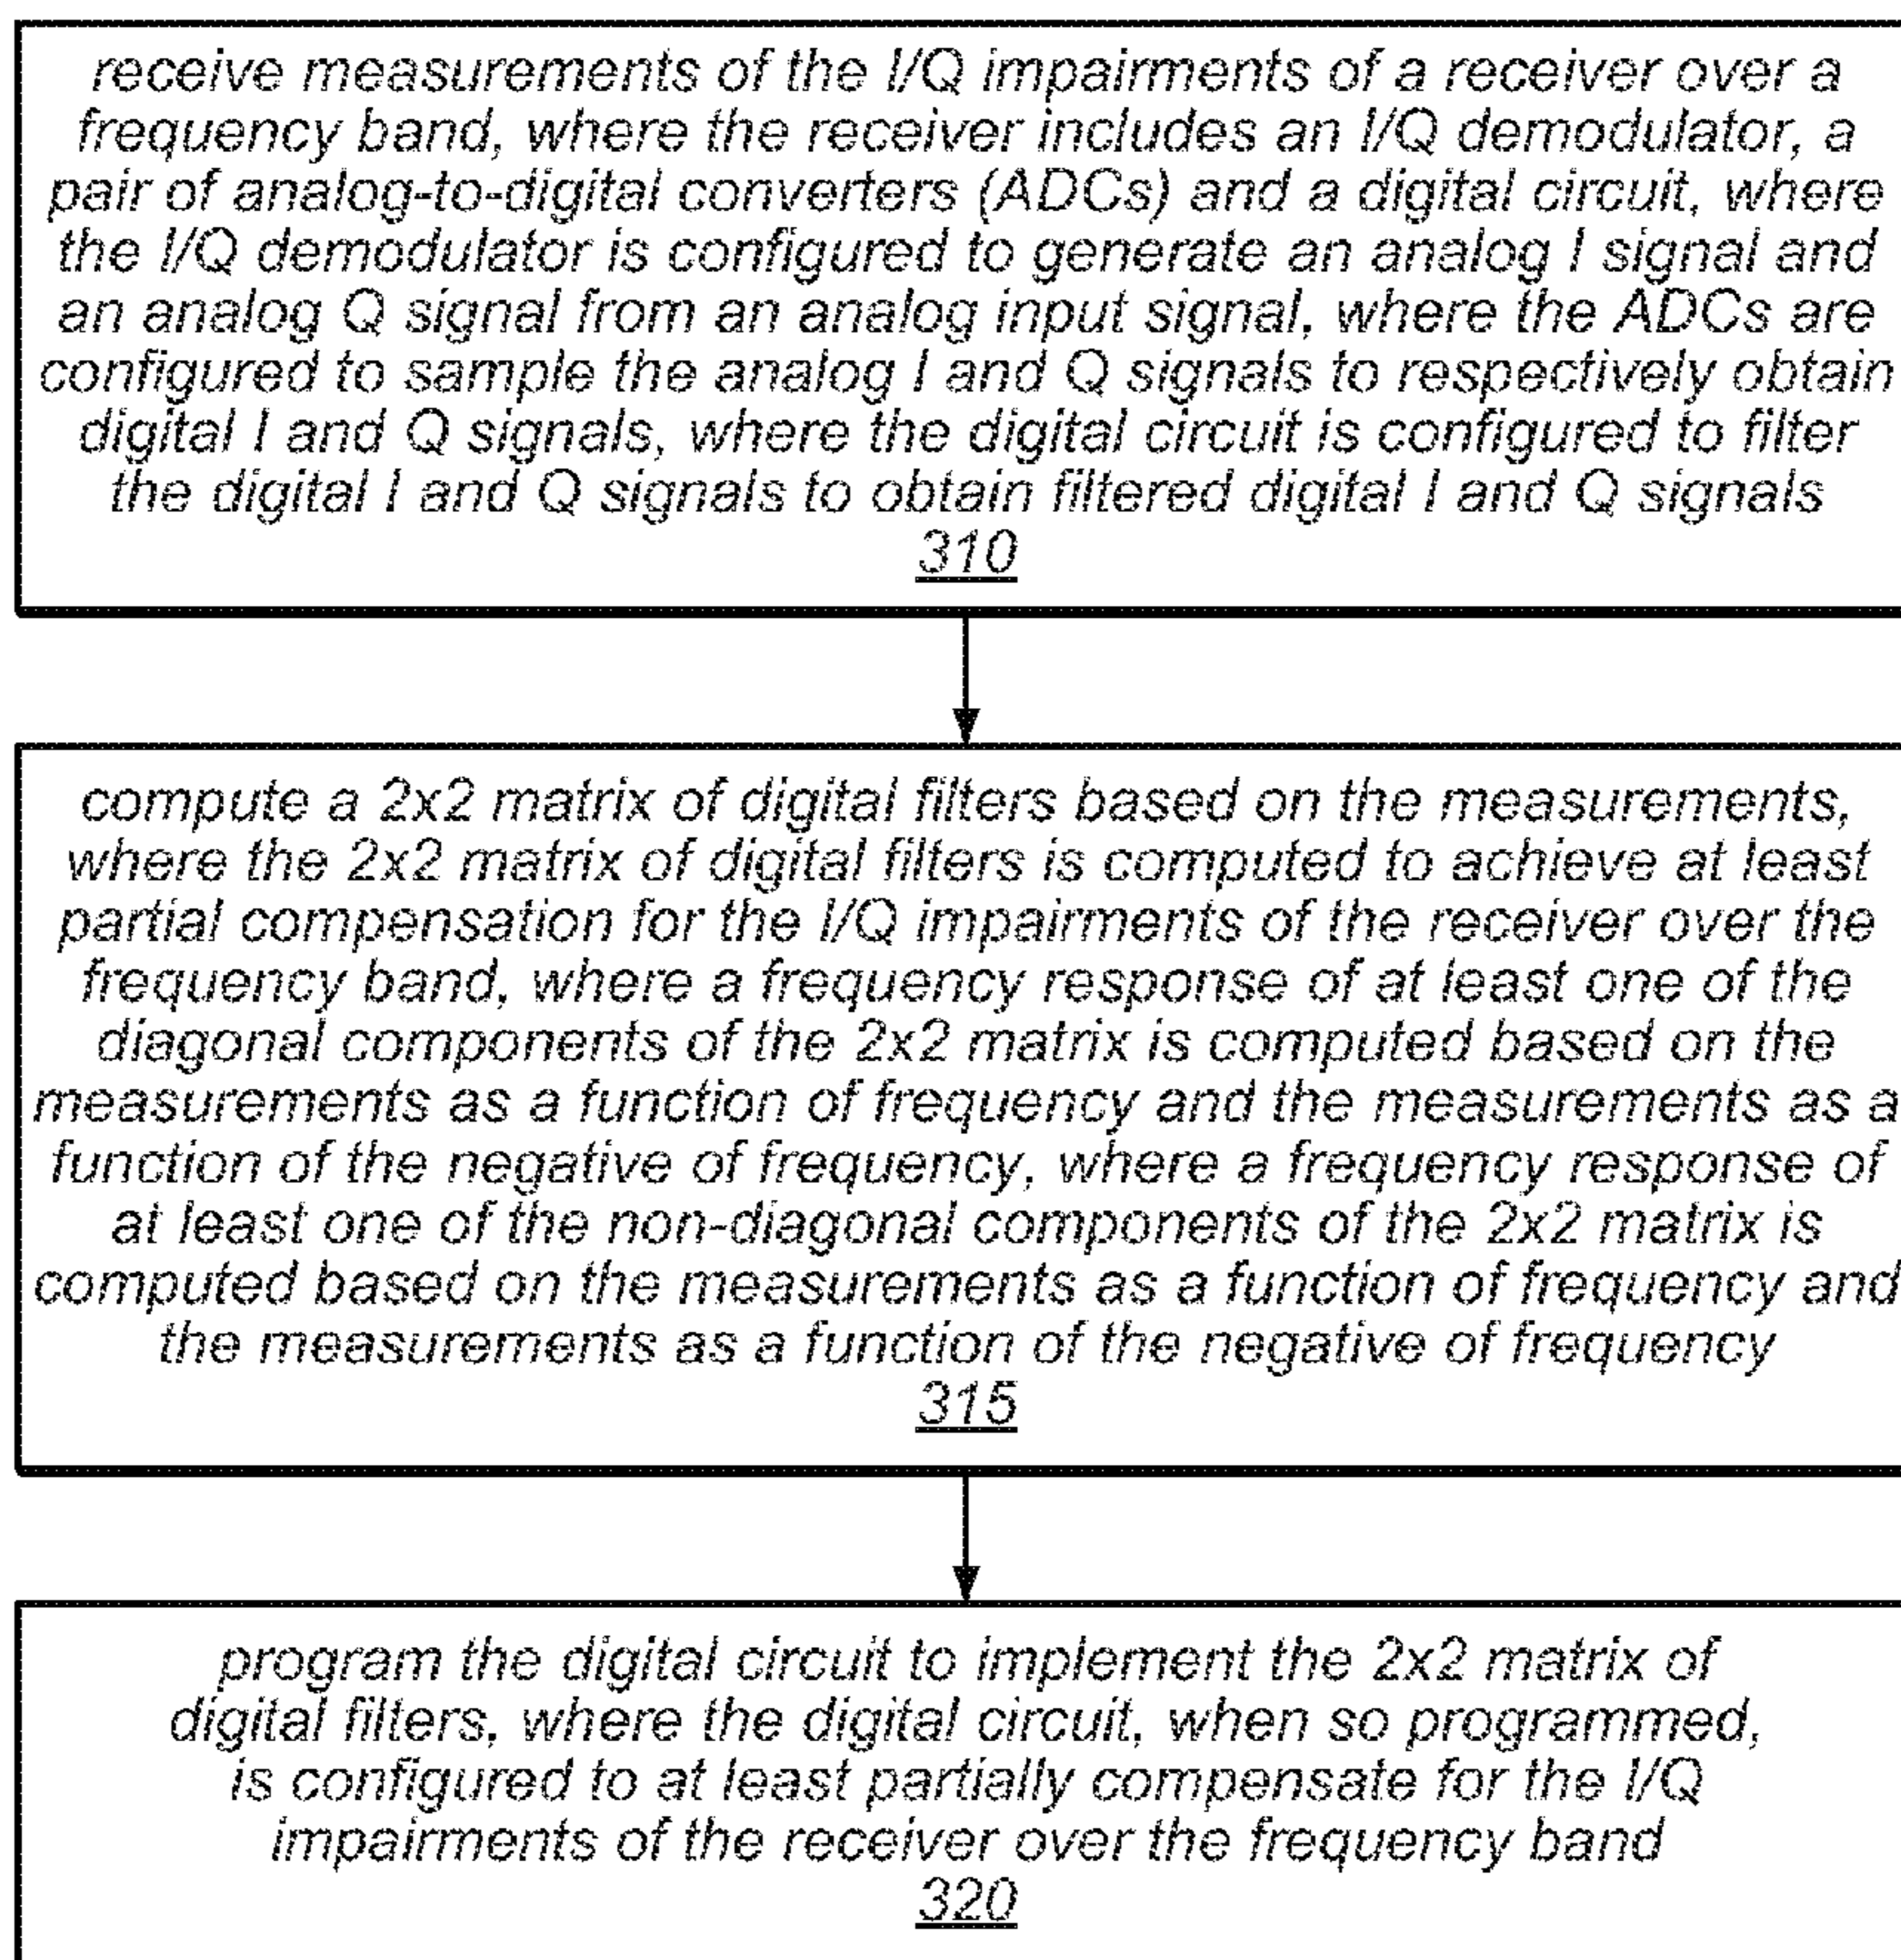 receive measurements of the I/Q impairments of a receiver over a
frequency band, where the receiver includes an I/Q demodulator, a
pair of analog-to-digital converters (ADCs) and a digital circuit, where
the I/Q demodulator is configured to generate an analog I signal and
an analog Q signal from an analog input signal, where the ADCs are
configured to sample the analog I and Q signals to respectively obtain
digital I and Q signals, where the digital circuit is configured to filter
the digital I and Q signals to obtain filtered digital I and Q signals
310
compute a 2x2 matrix of digital filters based on the measurements,
where the 2x2 matrix of digital filters is computed to achieve at least
partial compensation for the I/Q impairments of the receiver over the
frequency band, where a frequency response of at least one of the
diagonal components of the 2x2 matrix is computed based on the
measurements as a function of frequency and the measurements as a
function of the negative of frequency, where a frequency response of
at least one of the non-diagonal components of the 2x2 matrix is
computed based on the measurements as a function of frequency and
the measurements as a function of the negative of frequency
315
program the digital circuit to implement the 2x2 matrix of
digital filters, where the digital circuit, when so programmed,
is configured to at least partially compensate for the I/Q
impairments of the receiver over the frequency band
320